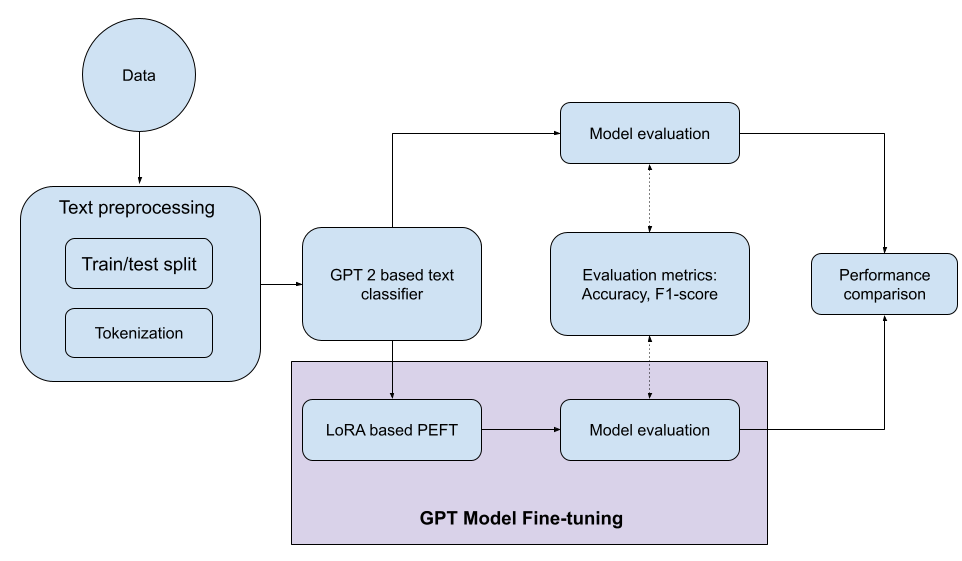 Data
Text preprocessing
Train/test split
Tokenization
GPT 2 based text
classifier
Model evaluation
Evaluation metrics:
Accuracy, F1-score
Performance
comparison
LoRA based PEFT
Model evaluation
GPT Model Fine-tuning